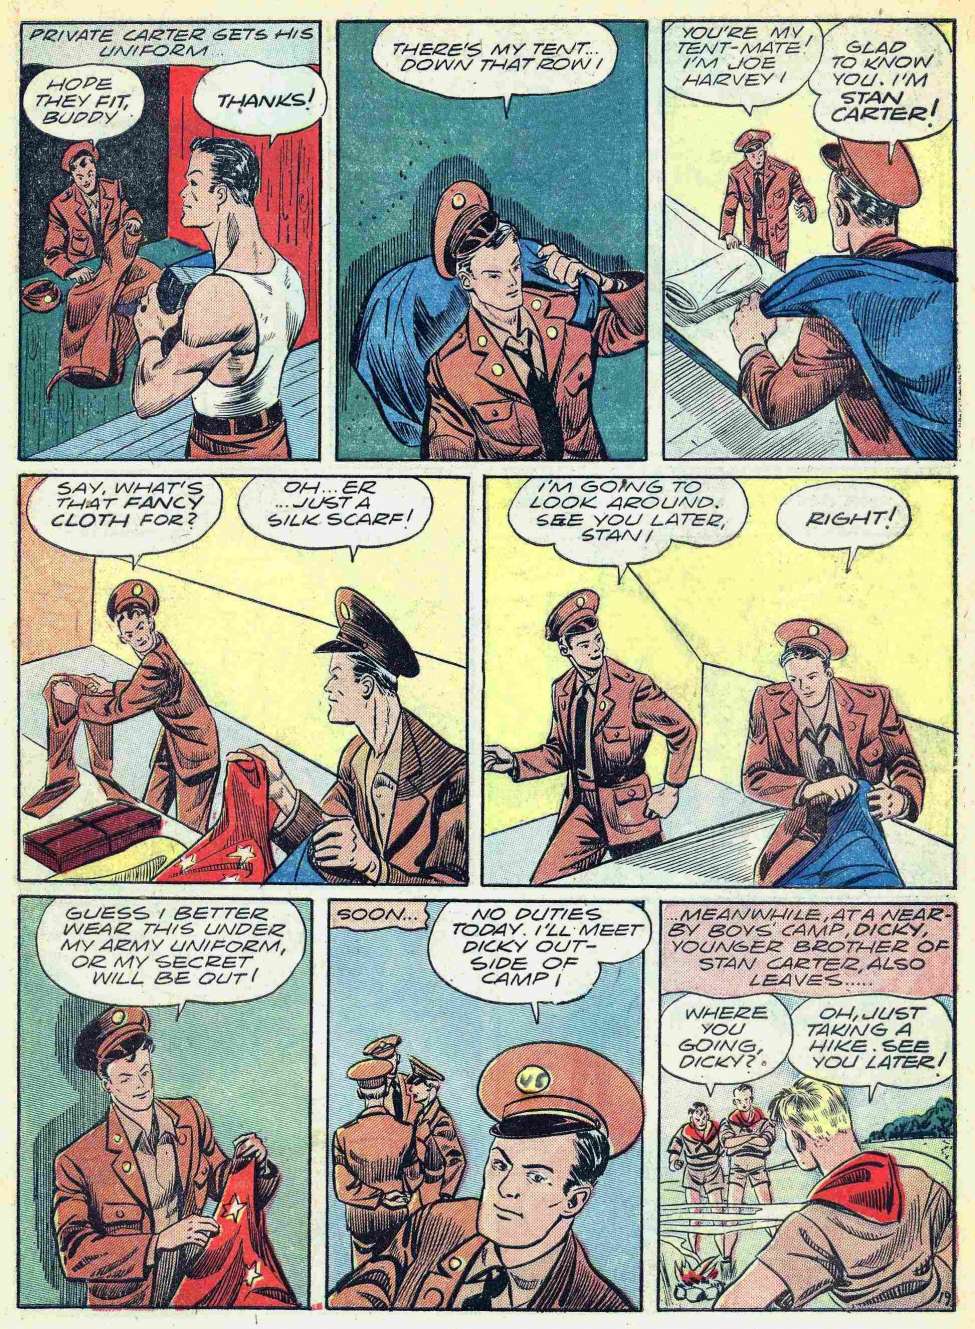 PRIVATE CARTER GETS HIS
UNIFORM...
HOPE
THEY FIT,
BUDDY
THANKS!
THERE'S MY TENT...
DOWN THAT ROW!
YOU'RE MY
TENT-MATE!
I'M JOE
HARVEY!
GLAD
TO KNOW
YOU. I'M
STAN
CARTER!
SAY, WHAT'S
THAT FANCY
CLOTH FOR?
OH...ER
...JUST A
SILK SCARF!
I'M GOING TO
LOOK AROUND.
SEE YOU LATER,
STAN!
RIGHT!
GUESS I BETTER
WEAR THIS UNDER
MY ARMY UNIFORM,
OR MY SECRET
WILL BE OUT!
SOON...
NO DUTIES
TODAY. I'LL MEET
DICKY OUT-
SIDE OF
CAMP!
US
...MEANWHILE, AT A NEAR-
BY BOYS' CAMP, DICKY,
YOUNGER BROTHER OF
STAN CARTER, ALSO
LEAVES.....
WHERE
YOU
GOING,
DICKY?
OH, JUST
TAKING A
HIKE. SEE
YOU LATER!
19